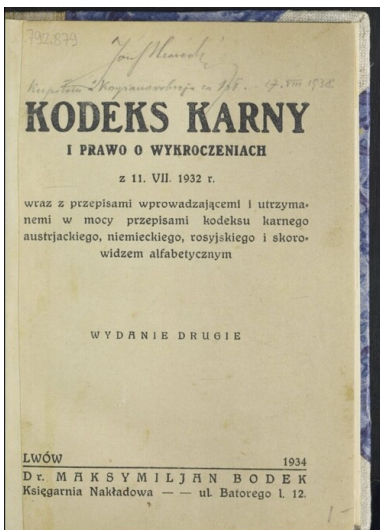 792.879
KODEKS KARNY
I PRAWO O WYKROCZENIACH
z 11. VII. 1932 r.
wraz z przepisami wprowadzającemi i utrzyma-
nemi w mocy przepisami kodeksu karnego
austrjackiego, niemieckiego, rosyjskiego i skoro-
widzem alfabetycznym
WYDANIE DRUGIE
LWÓW 1934
Dr. MAKSYMILJAN BODEK
Księgarnia Nakładowa — — ul. Batorego l. 12.